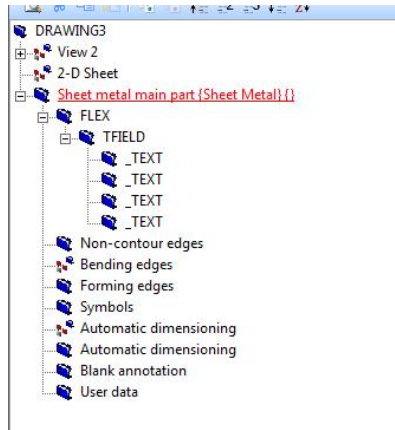 DRAWING3
View 2
2-D Sheet
Sheet metal main part {Sheet Metal} {}
FLEX
TFIELD
_TEXT
_TEXT
_TEXT
_TEXT
Non-contour edges
Bending edges
Forming edges
Symbols
Automatic dimensioning
Automatic dimensioning
Blank annotation
User data